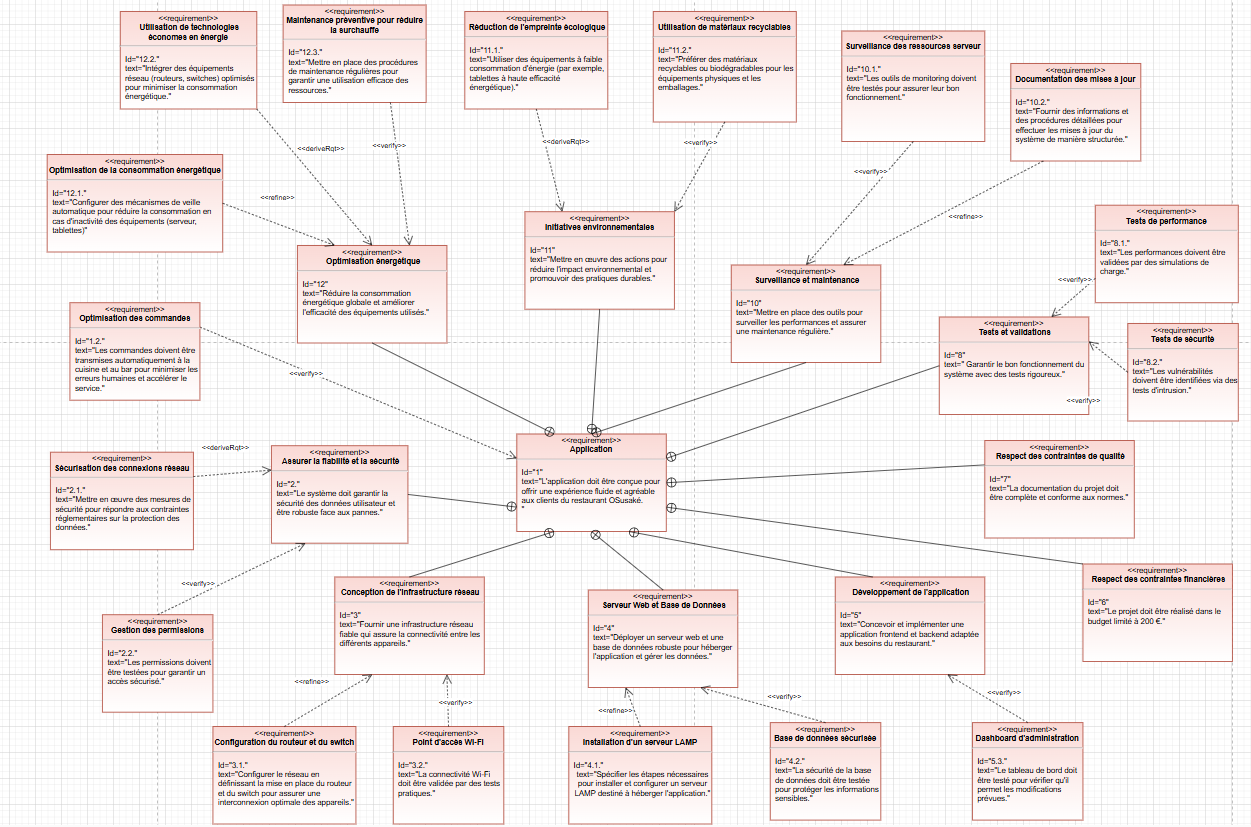 <<requirement>>
Utilisation de technologies
économes en énergie
Id="12.2."
text="Intégrer des équipements
réseau (routeurs, switches) optimisés
pour minimiser la consommation
énergétique."
<<requirement>>
Maintenance préventive pour réduire
la surchauffe
Id="12.3."
text="Mettre en place des procédures
de maintenance régulières pour
garantir une utilisation efficace des
ressources."
<<requirement>>
Réduction de l'empreinte écologique
Id="11.1."
text="Utiliser des équipements à faible
consommation d'énergie (par exemple,
tablettes à haute efficacité
énergétique)."
<<requirement>>
Utilisation de matériaux recyclables
Id="11.2."
text="Préférer des matériaux
recyclables ou biodégradables pour les
équipements physiques et les
emballages."
<<requirement>>
Surveillance des ressources serveur
Id="10.1."
text="Les outils de monitoring doivent
être testés pour assurer leur bon
fonctionnement."
<<requirement>>
Documentation des mises à jour
Id="10.2."
text="Fournir des informations et
des procédures détaillées pour
effectuer les mises à jour du
système de manière structurée."
<<deriveRqt>>
<<verify>>
<<deriveRqt>>
<<verify>>
<<verify>>
<<refine>>
<<requirement>>
Optimisation de la consommation énergétique
Id="12.1."
text="Configurer des mécanismes de veille
automatique pour réduire la consommation en
cas d'inactivité des équipements (serveur,
tablettes)"
<<refine>>
<<requirement>>
Optimisation énergétique
Id="12"
text="Réduire la consommation
énergétique globale et améliorer
l'efficacité des équipements utilisés."
<<requirement>>
Initiatives environnementales
Id="11"
text="Mettre en œuvre des actions pour
réduire l'impact environnemental et
promouvoir des pratiques durables."
<<requirement>>
Surveillance et maintenance
Id="10"
text="Mettre en place des outils pour
surveiller les performances et assurer
une maintenance régulière."
<<requirement>>
Tests de performance
Id="8.1."
text="Les performances doivent être
validées par des simulations de
charge."
<<verify>>
<<requirement>>
Tests et validations
Id="8"
text=" Garantir le bon fonctionnement du
système avec des tests rigoureux."
<<requirement>>
Tests de sécurité
Id="8.2."
text="Les vulnérabilités
doivent être identifiées via des
tests d'intrusion."
<<verify>>
<<requirement>>
Optimisation des commandes
Id="1.2."
text="Les commandes doivent être
transmises automatiquement à la
cuisine et au bar pour minimiser les
erreurs humaines et accélérer le
service."
<<verify>>
<<requirement>>
Application
Id="1"
text="L'application doit être conçue pour
offrir une expérience fluide et agréable
aux clients du restaurant OSusaké.
"
<<requirement>>
Respect des contraintes de qualité
Id="7"
text="La documentation du projet doit
être complète et conforme aux normes."
<<requirement>>
Sécurisation des connexions réseau
Id="2.1."
text="Mettre en œuvre des mesures de
sécurité pour répondre aux contraintes
réglementaires sur la protection des
données."
<<deriveRqt>>
<<requirement>>
Assurer la fiabilité et la sécurité
Id="2."
text="Le système doit garantir la
sécurité des données utilisateur et
être robuste face aux pannes."
<<verify>>
<<requirement>>
Gestion des permissions
Id="2.2."
text="Les permissions doivent
être testées pour garantir un
accès sécurisé."
<<requirement>>
Conception de l'infrastructure réseau
Id="3"
text="Fournir une infrastructure réseau
fiable qui assure la connectivité entre les
différents appareils."
<<requirement>>
Serveur Web et Base de Données
Id="4"
text="Déployer un serveur web et une
base de données robuste pour héberger
l'application et gérer les données."
<<requirement>>
Développement de l'application
Id="5"
text="Concevoir et implémenter une
application frontend et backend adaptée
aux besoins du restaurant."
<<requirement>>
Respect des contraintes financières
Id="6"
text="Le projet doit être réalisé dans le
budget limité à 200 €."
<<refine>>
<<verify>>
<<refine>>
<<verify>>
<<verify>>
<<requirement>>
Configuration du routeur et du switch
Id="3.1."
text="Configurer le réseau en
définissant la mise en place du routeur
et du switch pour assurer une
interconnexion optimale des appareils."
<<requirement>>
Point d'accès Wi-Fi
Id="3.2."
text="La connectivité Wi-Fi
doit être validée par des tests
pratiques."
<<requirement>>
Installation d'un serveur LAMP
Id="4.1."
text="Spécifier les étapes nécessaires
pour installer et configurer un serveur
LAMP destiné à héberger l'application."
<<requirement>>
Base de données sécurisée
Id="4.2."
text="La sécurité de la base
de données doit être testée
pour protéger les informations
sensibles."
<<requirement>>
Dashboard d'administration
Id="5.3."
text="Le tableau de bord doit
être testé pour vérifier qu'il
permet les modifications
prévues."